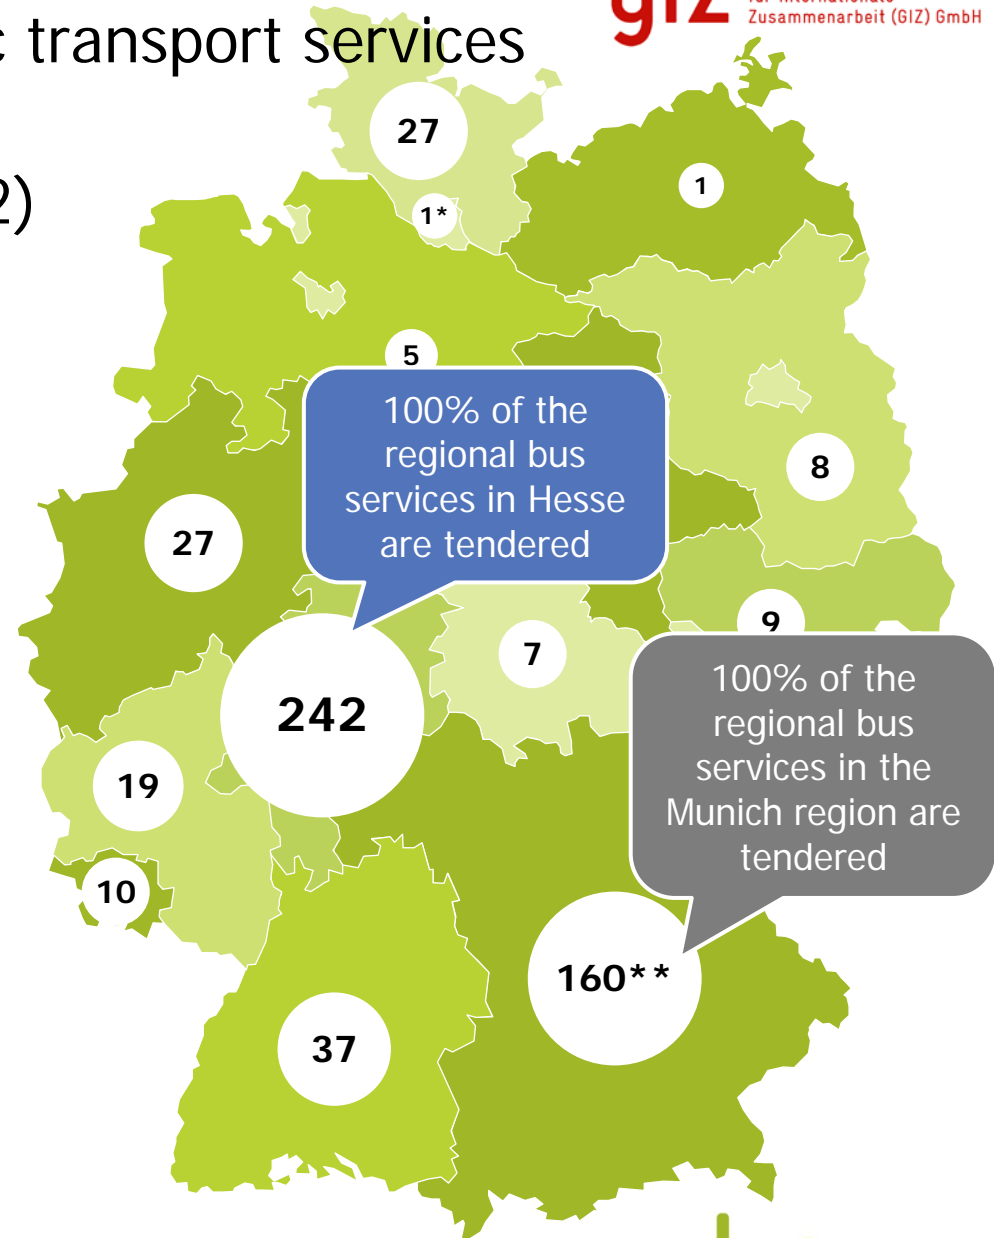 giz
Zusammenarbeit (GIZ) GmbH
transport services
2)
27
1
1*
5
100% of the
regional bus
services in Hesse
are tendered
8
27
9
7
100% of the
regional bus
services in the
Munich region are
tendered
242
19
10
160**
37